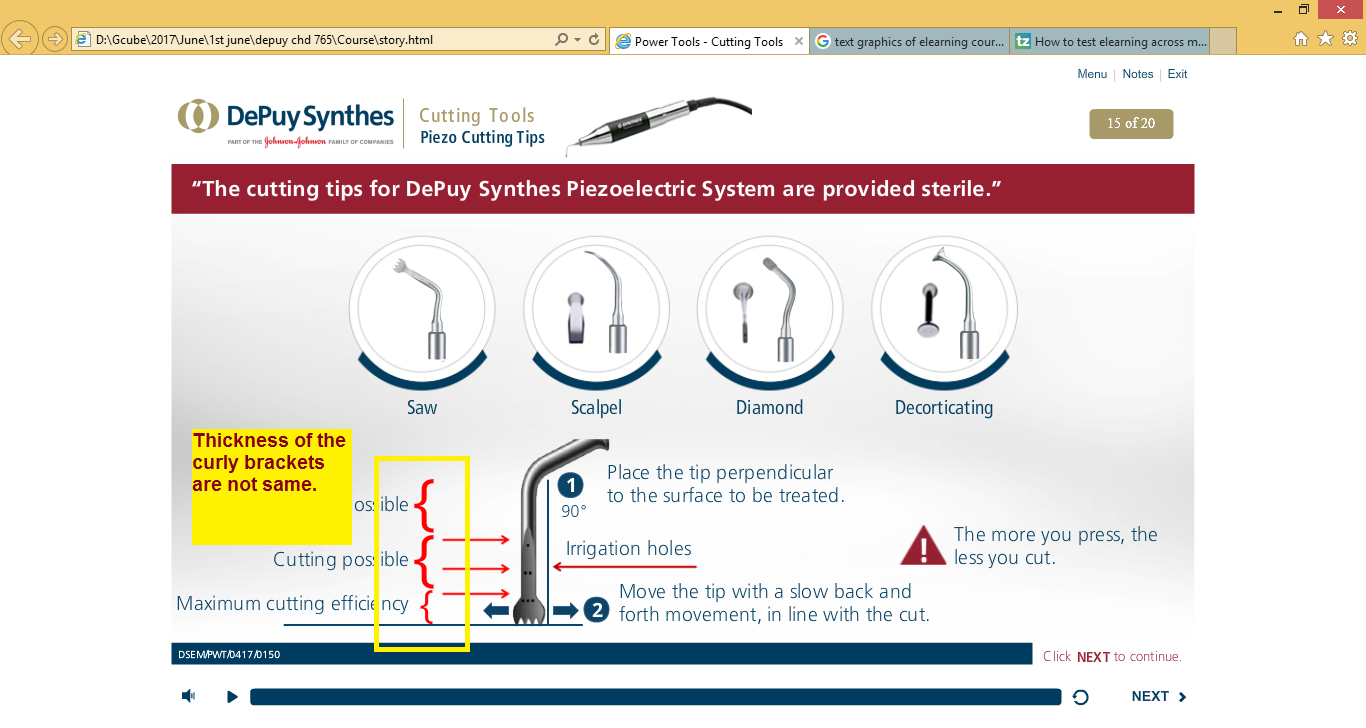 D:\Gcube\2017\June\1st june\depuy chd 765\Course\story.html
Power Tools - Cutting Tools
text graphics of elearning cour...
How to test elearning across m...
Menu | Notes | Exit
DePuy Synthes
PART OF THE Johnson & Johnson FAMILY OF COMPANIES
Cutting Tools
Piezo Cutting Tips
15 of 20
“The cutting tips for DePuy Synthes Piezoelectric System are provided sterile.”
Saw
Scalpel
Diamond
Decorticating
Thickness of the
curly brackets
are not same.
ossible
Cutting possible
Maximum cutting efficiency
1
90°
Place the tip perpendicular
to the surface to be treated.
Irrigation holes
2
Move the tip with a slow back and
forth movement, in line with the cut.
The more you press, the
less you cut.
DSEM/PWT/0417/0150
Click NEXT to continue.
NEXT